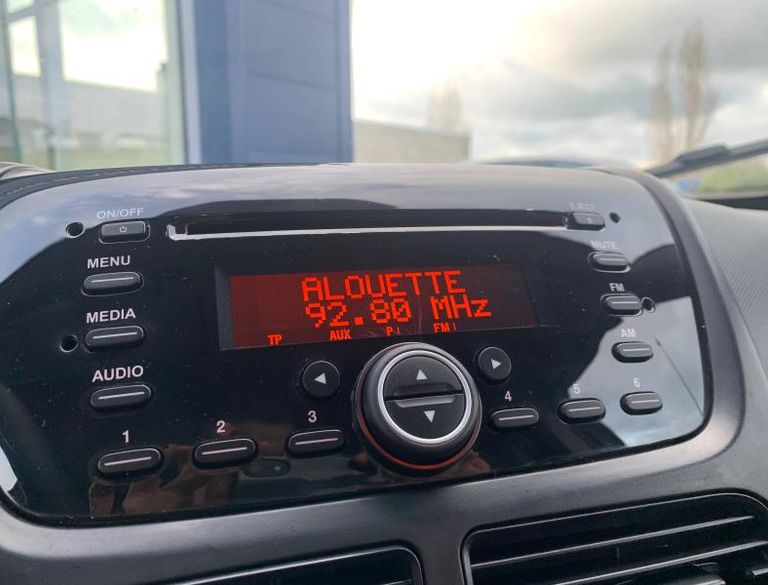 ON/OFF
EJECT
MENU
MUTE
MEDIA
ALOUETTE
92.80 MHz
TP AUX FM
FM
AM
AUDIO
1 2 3 4 5 6